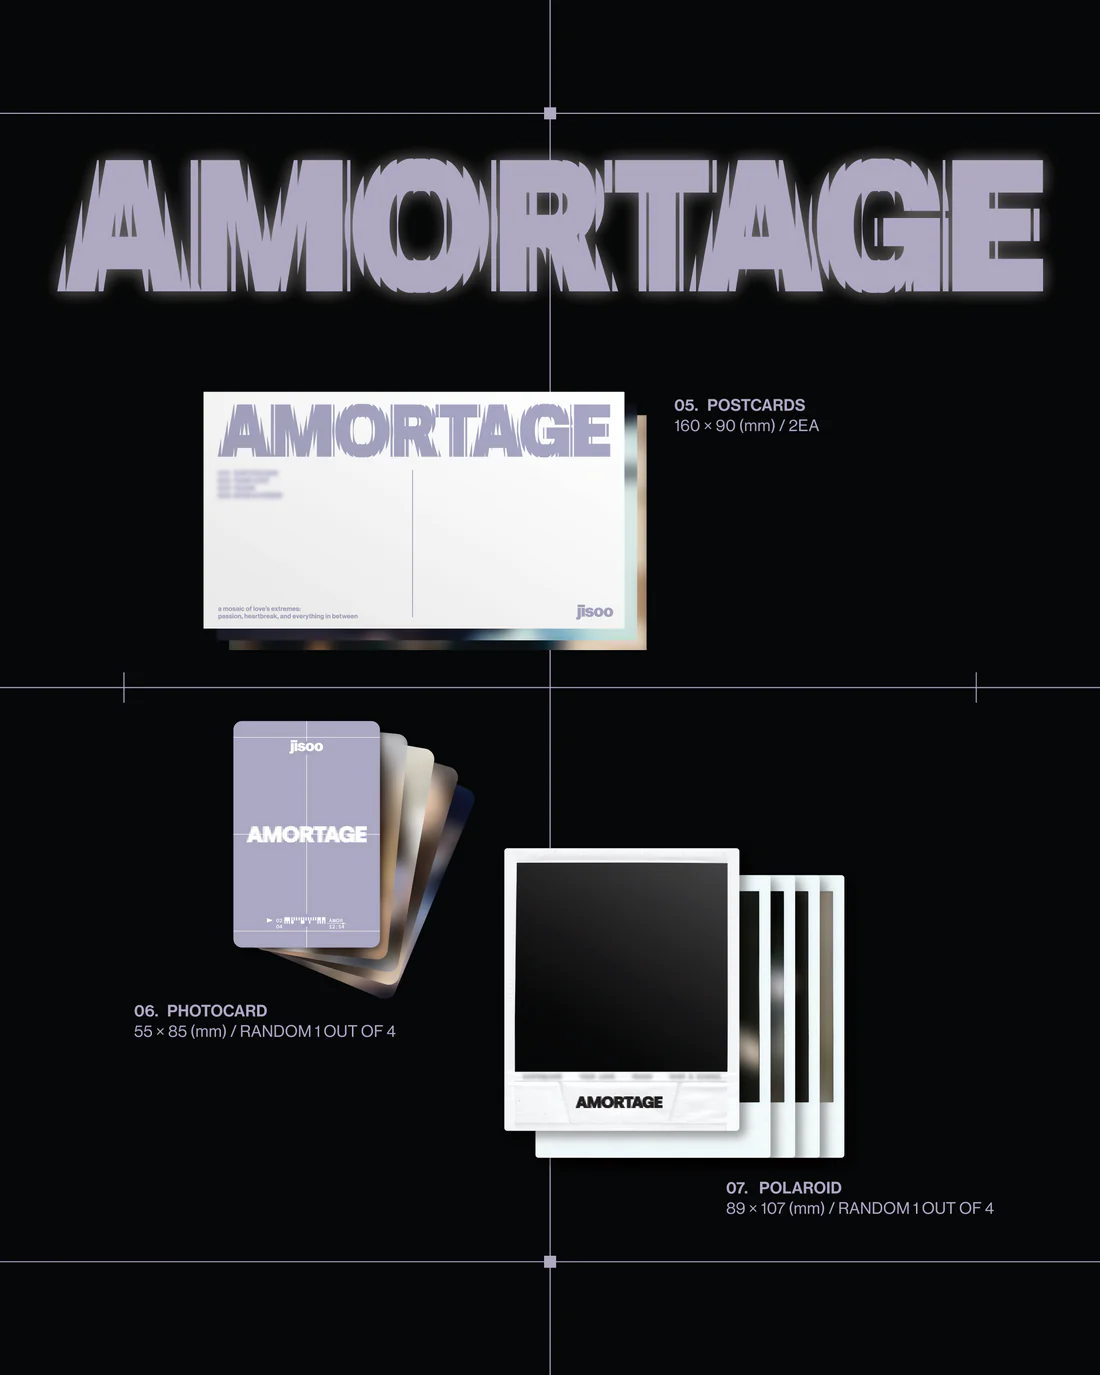 AMORTAGE
AMORTAGE
05. POSTCARDS
160 × 90 (mm) / 2EA
a mosaic of love's extremes:
passion, heartbreak, and everything in between
jisoo
jisoo
AMORTAGE
06. PHOTOCARD
55 × 85 (mm) / RANDOM 1 OUT OF 4
AMORTAGE
07. POLAROID
89 × 107 (mm) / RANDOM 1 OUT OF 4